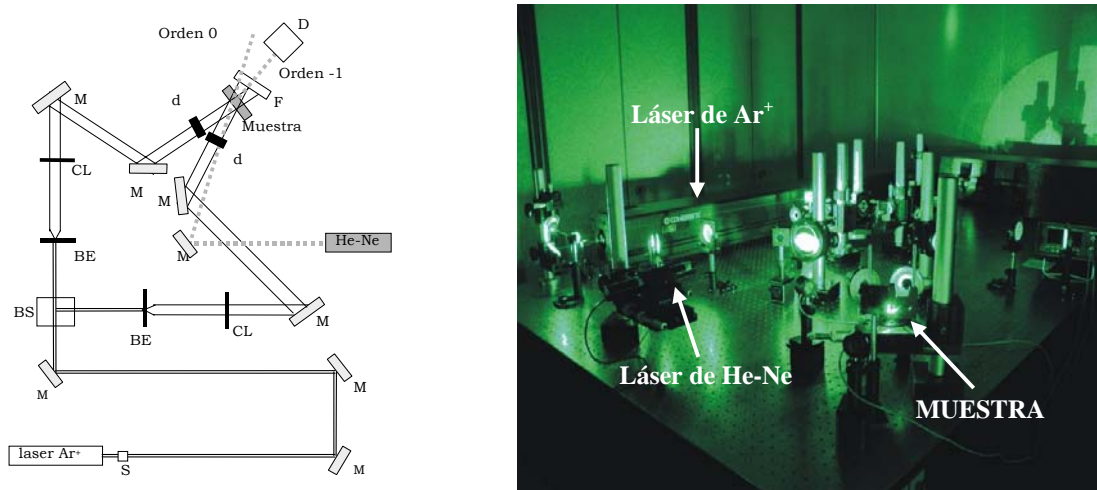 Orden 0
D
Orden -1
M
d
F
Muestra
CL
M
d
M
BE
M
He-Ne
BS
BE
CL
M
M
M
laser Ar+
S
M
Láser de Ar+
COHERENT
Láser de He-Ne
MUESTRA